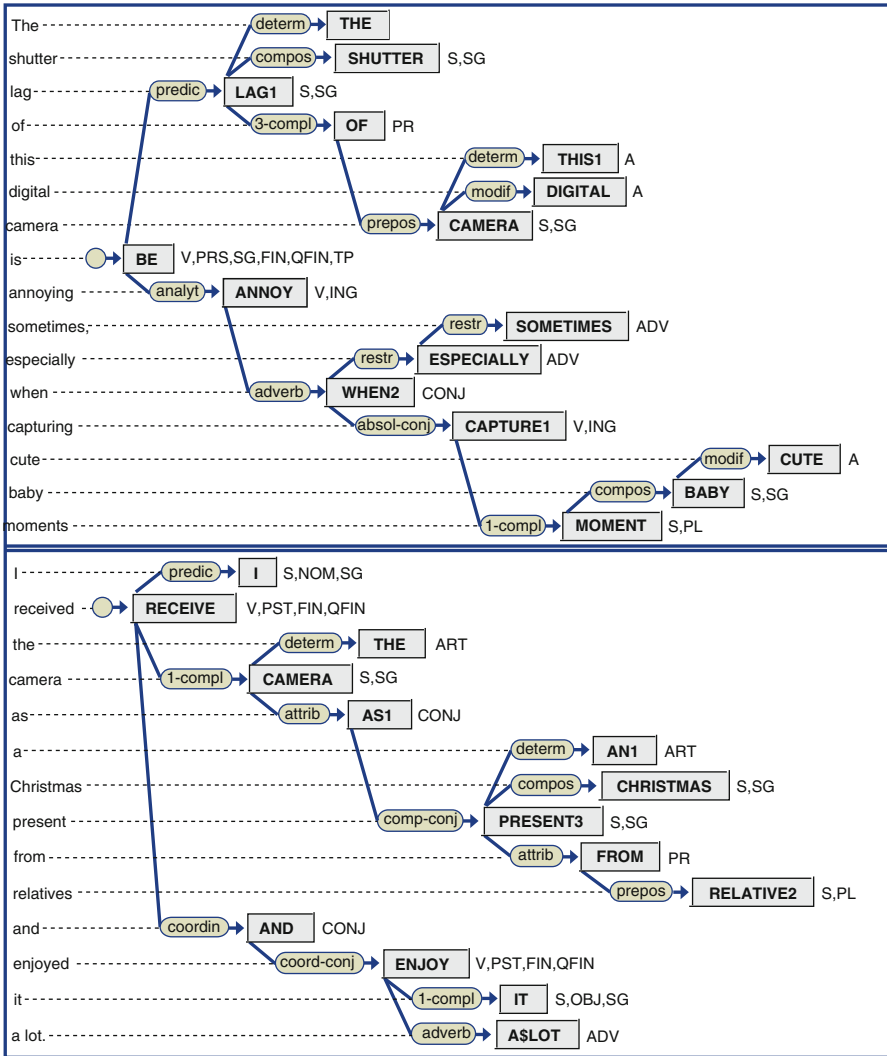 The determ THE
shutter compos SHUTTER S,SG
lag predic LAG1 S,SG
of 3-compl OF PR
this determ THIS1 A
digital modif DIGITAL A
camera prepos CAMERA S,SG
is BE V,PRS,SG,FIN,QFIN,TP
annoying analyt ANNOY V,ING
sometimes, restr SOMETIMES ADV
especially restr ESPECIALLY ADV
when adverb WHEN2 CONJ
capturing absol-conj CAPTURE1 V,ING
cute modif CUTE A
baby compos BABY S,SG
moments 1-compl MOMENT S,PL
I predic I S,NOM,SG
received RECEIVE V,PST,FIN,QFIN
the determ THE ART
camera 1-compl CAMERA S,SG
as attrib AS1 CONJ
a determ AN1 ART
Christmas compos CHRISTMAS S,SG
present comp-conj PRESENT3 S,SG
from attrib FROM PR
relatives prepos RELATIVE2 S,PL
and coordin AND CONJ
enjoyed coord-conj ENJOY V,PST,FIN,QFIN
it 1-compl IT S,OBJ,SG
a lot. adverb A$LOT ADV